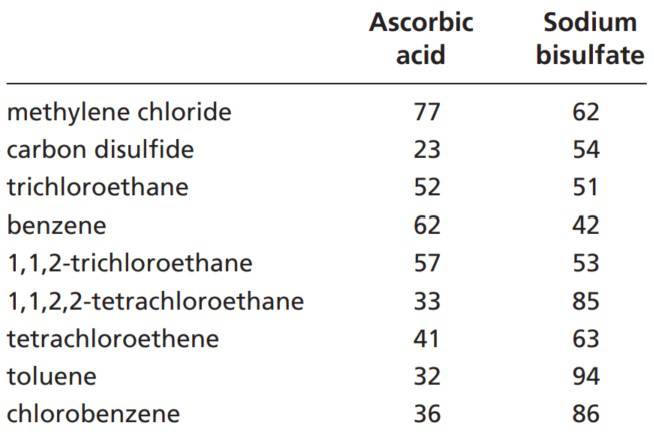 Ascorbic Sodium
acid bisulfate
methylene chloride 77 62
carbon disulfide 23 54
trichloroethane 52 51
benzene 62 42
1,1,2-trichloroethane 57 53
1,1,2,2-tetrachloroethane 33 85
tetrachloroethene 41 63
toluene 32 94
chlorobenzene 36 86